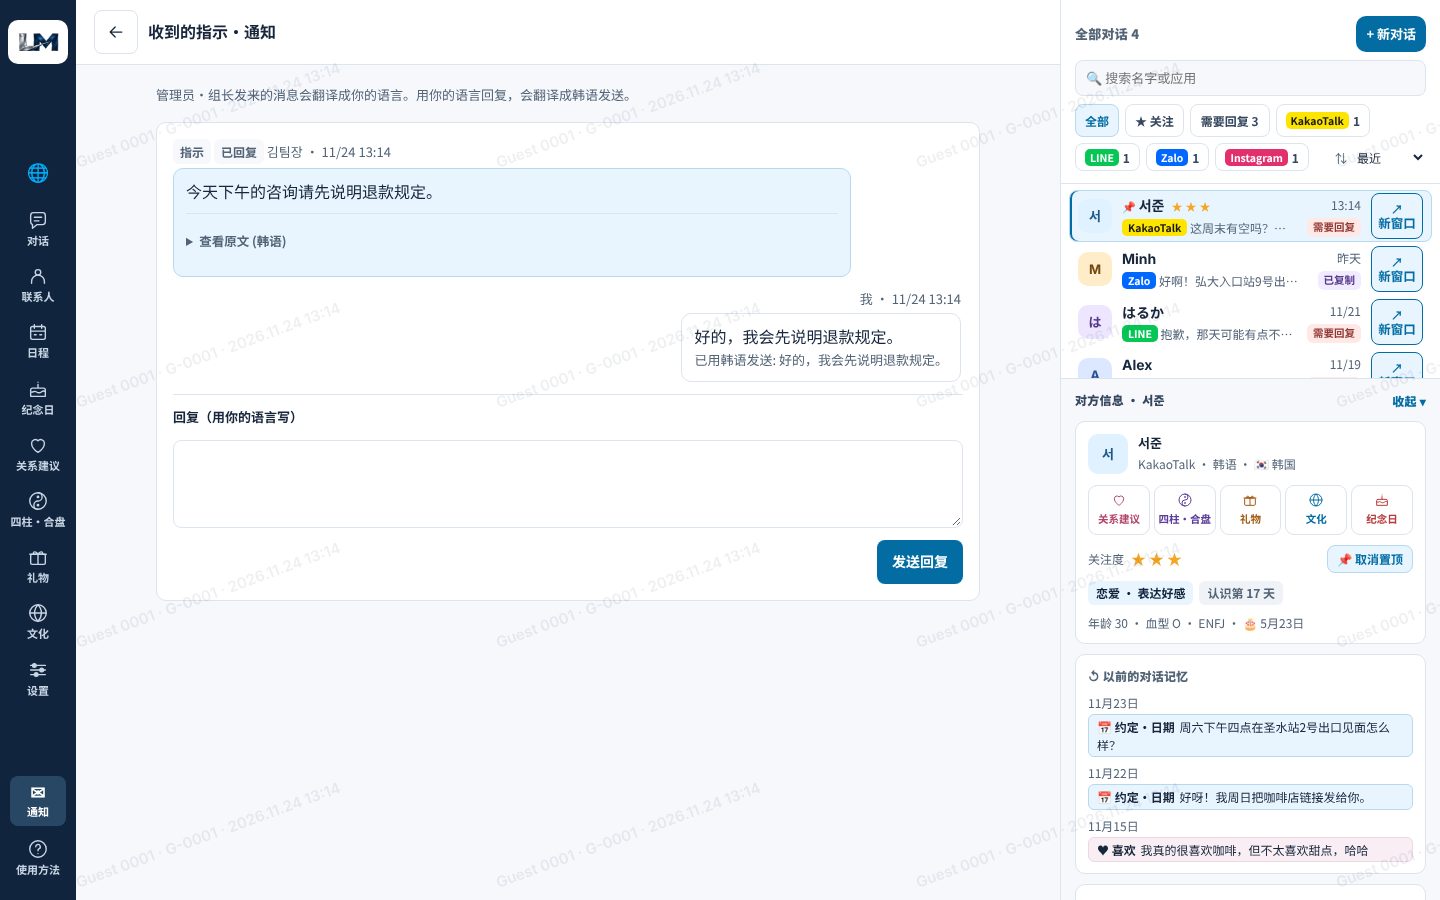 LM
对话
联系人
日程
纪念日
关系建议
四柱·合盘
礼物
文化
设置
通知
使用方法
收到的指示·通知
管理员·组长发来的消息会翻译成你的语言。用你的语言回复，会翻译成韩语发送。
指示 已回复 김팀장 · 11/24 13:14
今天下午的咨询请先说明退款规定。
▶ 查看原文 (韩语)
我 · 11/24 13:14
好的，我会先说明退款规定。
已用韩语发送: 好的，我会先说明退款规定。
回复（用你的语言写）
发送回复
全部对话 4
+ 新对话
搜索名字或应用
全部 ★ 关注 需要回复 3 KakaoTalk 1
LINE 1 Zalo 1 Instagram 1 ⇅ 最近
서 서준 ★★★ 13:14
KakaoTalk 这周末有空吗？ … 需要回复
↗ 新窗口
M Minh 昨天
Zalo 好啊！弘大入口站9号出… 已复制
↗ 新窗口
は はるか 11/21
LINE 抱歉，那天可能有点不… 需要回复
↗ 新窗口
A Alex 11/19
↗
对方信息 · 서준
收起 ▾
서 서준
KakaoTalk · 韩语 · 🇰🇷 韩国
关系建议 四柱·合盘 礼物 文化 纪念日
关注度 ★★★ 取消置顶
恋爱 · 表达好感 认识第 17 天
年龄 30 · 血型 O · ENFJ · 🎂 5月23日
以前的对话记忆
11月23日
约定·日期 周六下午四点在圣水站2号出口见面怎么
样？
11月22日
约定·日期 好呀！我周日把咖啡店链接发给你。
11月15日
♥ 喜欢 我真的很喜欢咖啡，但不太喜欢甜点，哈哈
Guest 0001 · G-0001 · 2026.11.24 13:14